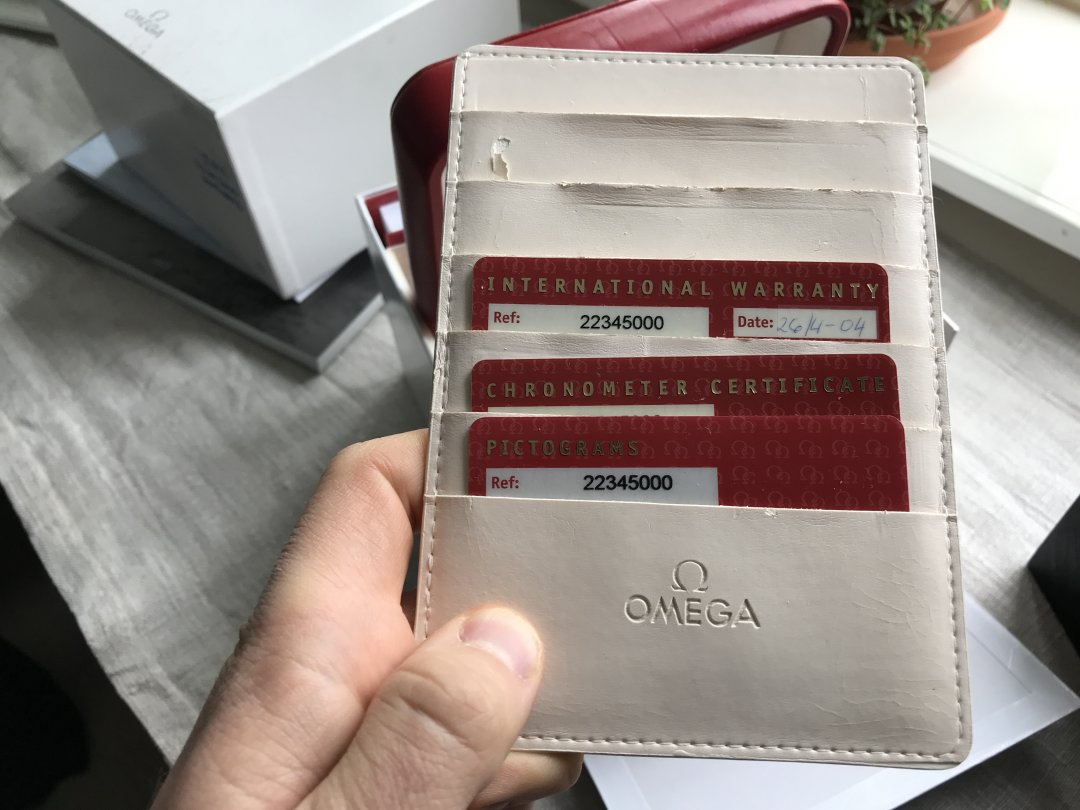 OMEGA
INTERNATIONAL WARRANTY
Ref: 22345000 Date: 26/4-04
CHRONOMETER CERTIFICATE
PICTOGRAMS
Ref: 22345000
OMEGA